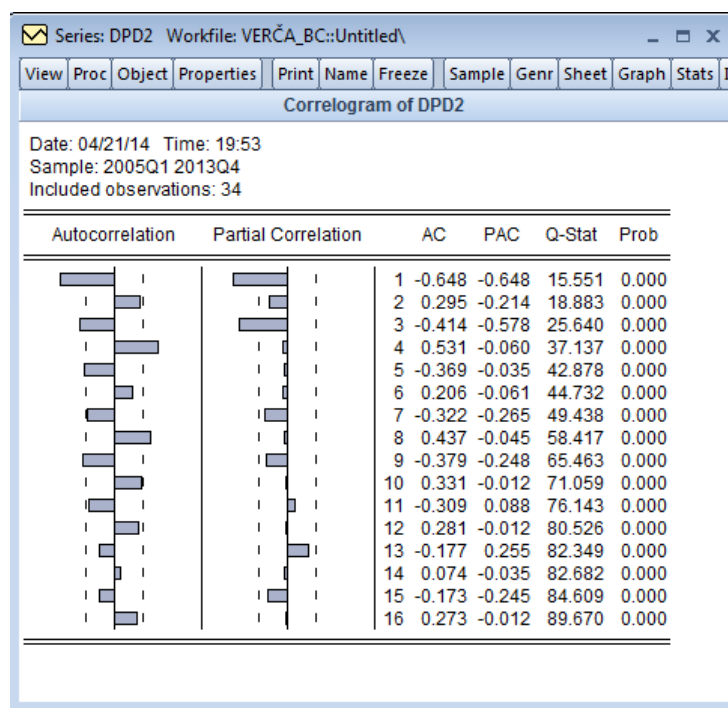 Series: DPD2 Workfile: VERČA_BC::Untitled\
View Proc Object Properties Print Name Freeze Sample Genr Sheet Graph Stats
Correlogram of DPD2
Date: 04/21/14 Time: 19:53
Sample: 2005Q1 2013Q4
Included observations: 34
Autocorrelation Partial Correlation AC PAC Q-Stat Prob
1 -0.648 -0.648 15.551 0.000
2 0.295 -0.214 18.883 0.000
3 -0.414 -0.578 25.640 0.000
4 0.531 -0.060 37.137 0.000
5 -0.369 -0.035 42.878 0.000
6 0.206 -0.061 44.732 0.000
7 -0.322 -0.265 49.438 0.000
8 0.437 -0.045 58.417 0.000
9 -0.379 -0.248 65.463 0.000
10 0.331 -0.012 71.059 0.000
11 -0.309 0.088 76.143 0.000
12 0.281 -0.012 80.526 0.000
13 -0.177 0.255 82.349 0.000
14 0.074 -0.035 82.682 0.000
15 -0.173 -0.245 84.609 0.000
16 0.273 -0.012 89.670 0.000